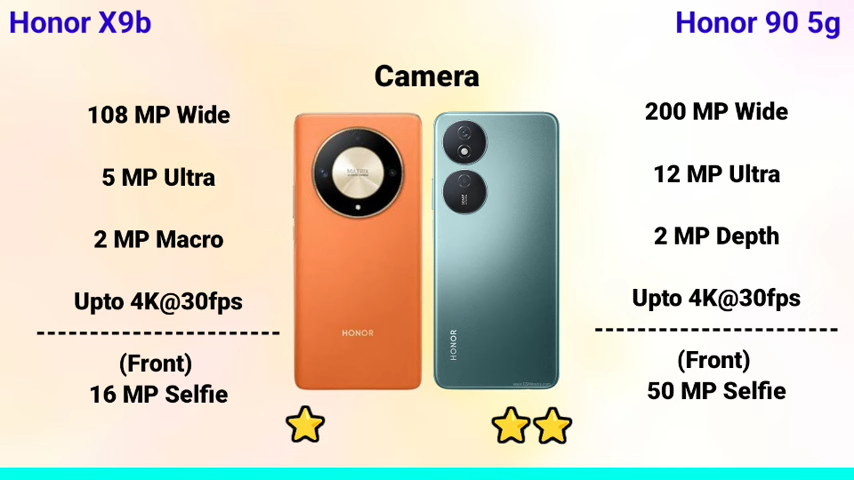 Honor X9b
Honor 90 5g
Camera
108 MP Wide
5 MP Ultra
2 MP Macro
Upto 4K@30fps
(Front)
16 MP Selfie
MATRIX
HONOR
HONOR
200 MP Wide
12 MP Ultra
2 MP Depth
Upto 4K@30fps
(Front)
50 MP Selfie